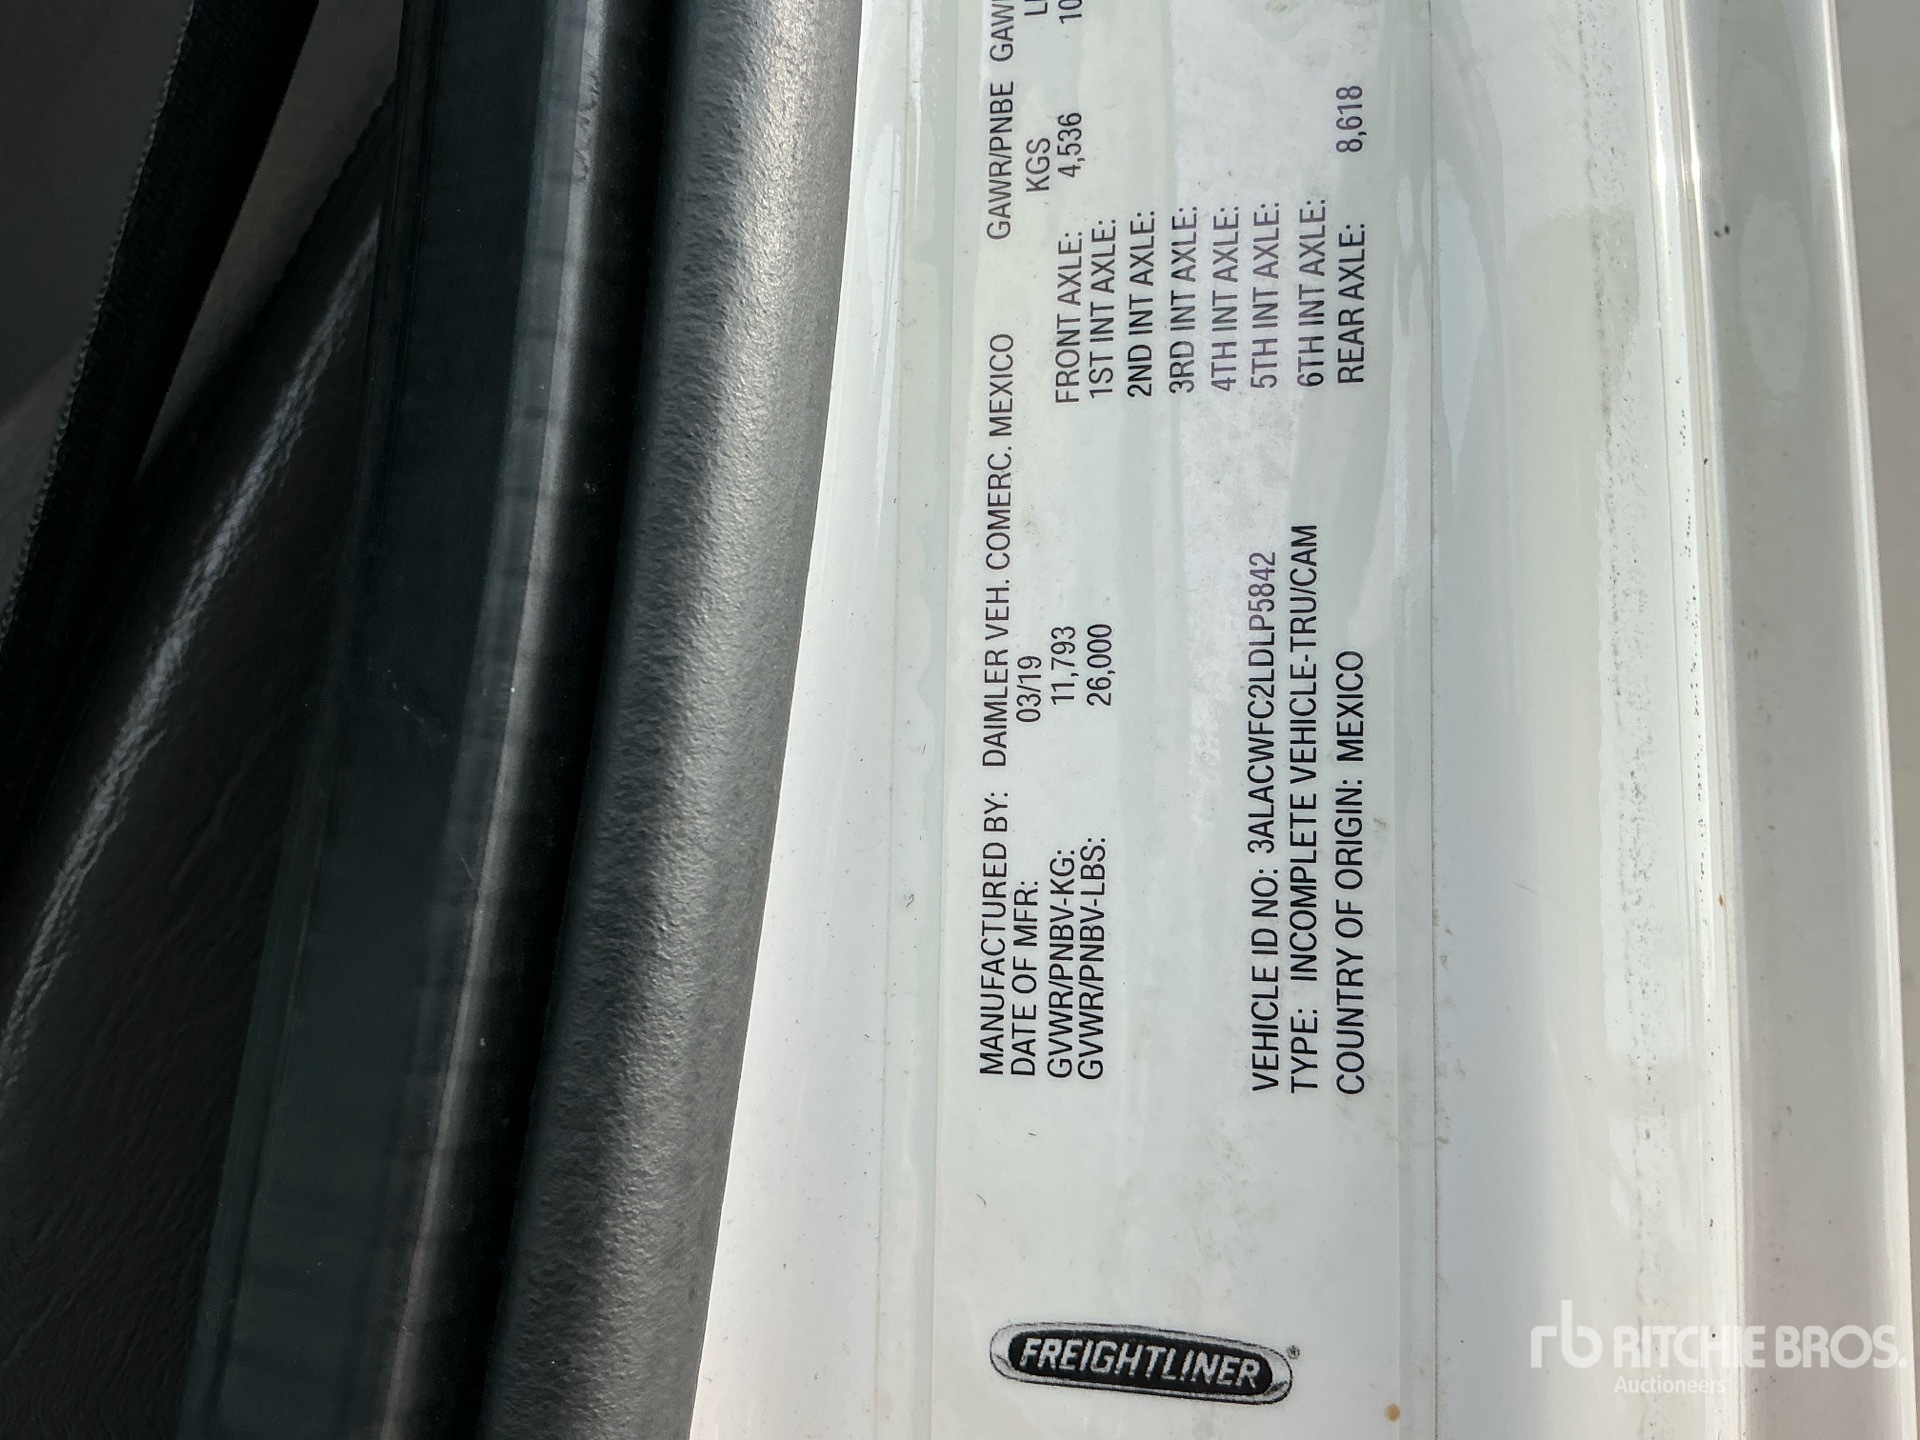 MANUFACTURED BY: DAIMLER VEH. COMERC. MEXICO GAWR/PNBE
DATE OF MFR: 03/19 KGS
GVWR/PNBV-KG: 11,793 FRONT AXLE: 4,536
GVWR/PNBV-LBS: 26,000 1ST INT AXLE:
2ND INT AXLE:
3RD INT AXLE:
4TH INT AXLE:
VEHICLE ID NO: 3ALACWFC2LDLP5842 5TH INT AXLE:
TYPE: INCOMPLETE VEHICLE-TRU/CAM 6TH INT AXLE:
COUNTRY OF ORIGIN: MEXICO REAR AXLE: 8,618
FREIGHTLINER®
rb RITCHIE BROS.
Auctioneers